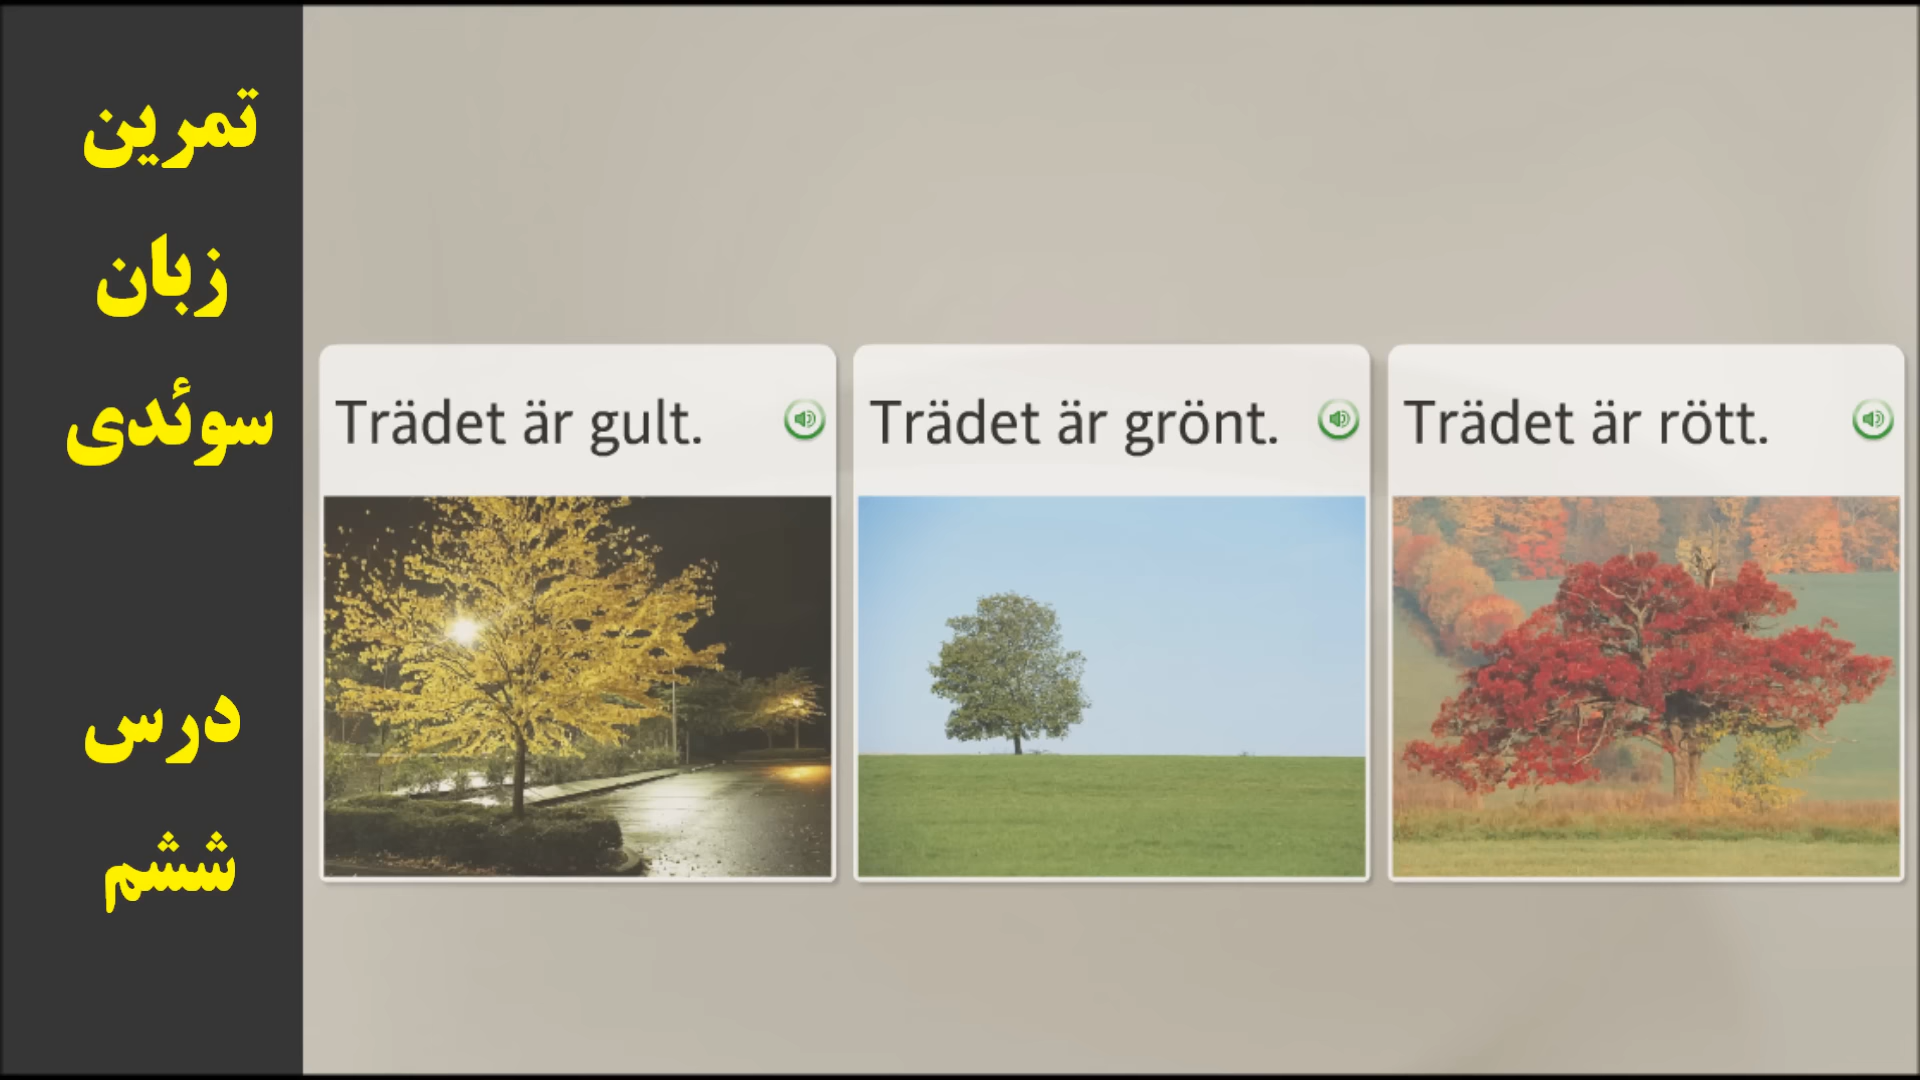 تمرین
زبان
سوئدی
درس
ششم
Trädet är gult.
Trädet är grönt.
Trädet är rött.